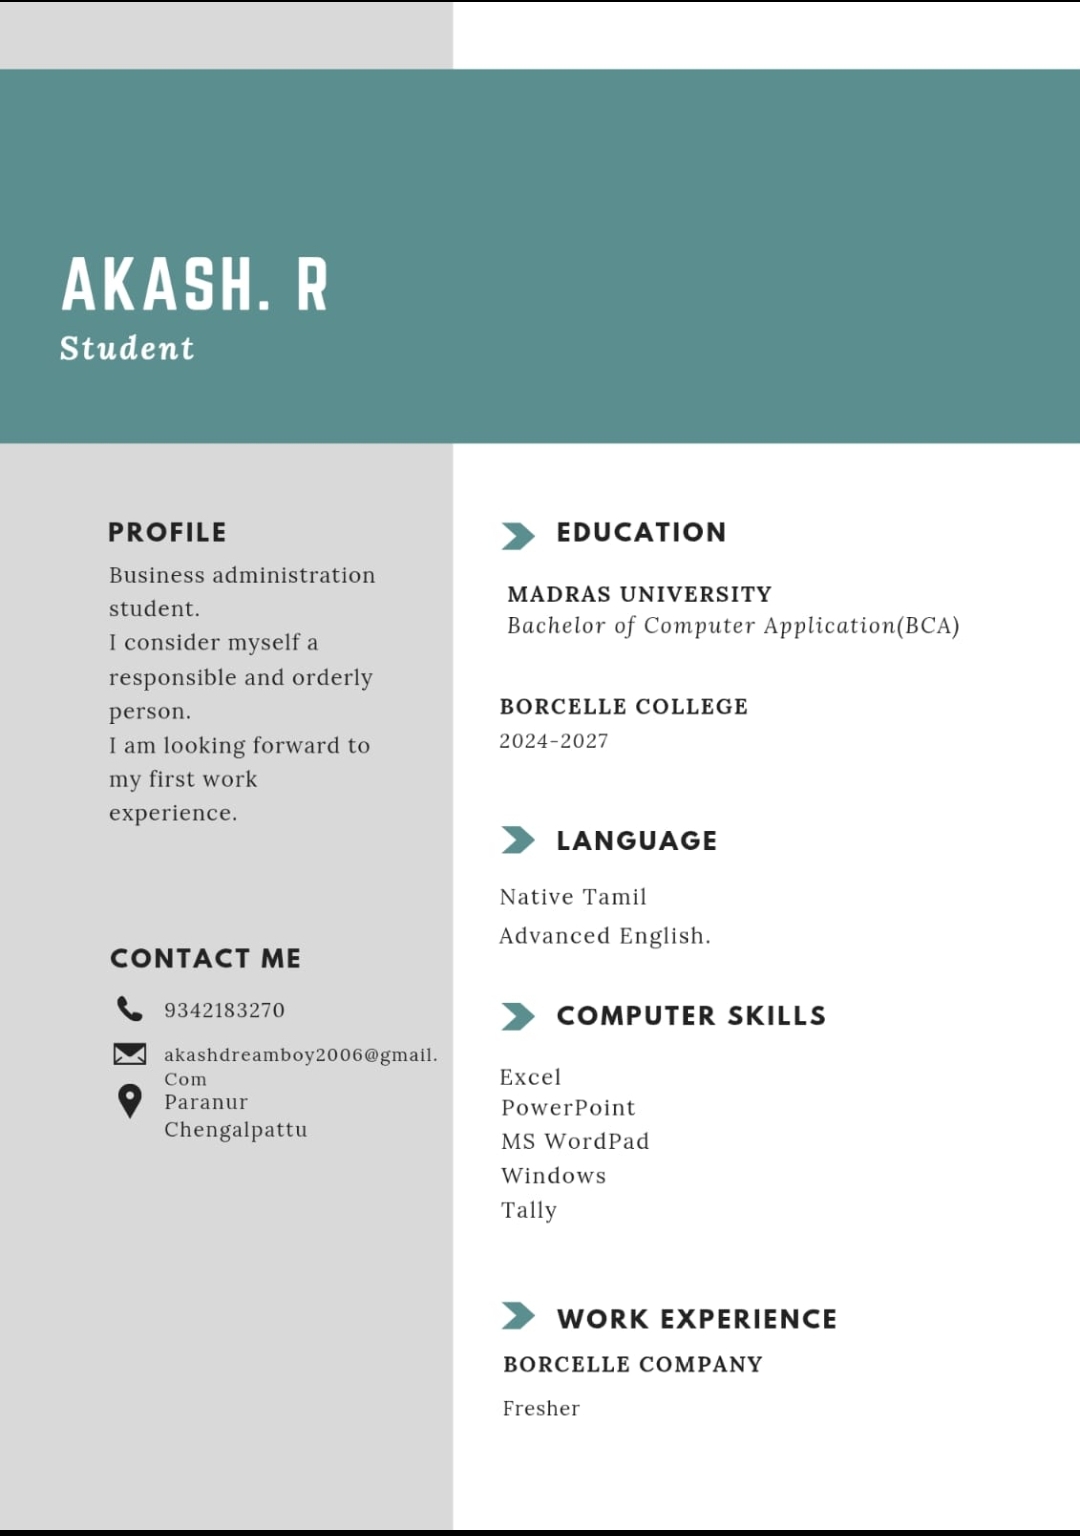 AKASH. R
Student
PROFILE
Business administration
student.
I consider myself a
responsible and orderly
person.
I am looking forward to
my first work
experience.
CONTACT ME
9342183270
akashdreamboy2006@gmail.
Com
Paranur
Chengalpattu
EDUCATION
MADRAS UNIVERSITY
Bachelor of Computer Application(BCA)
BORCELLE COLLEGE
2024-2027
LANGUAGE
Native Tamil
Advanced English.
COMPUTER SKILLS
Excel
PowerPoint
MS WordPad
Windows
Tally
WORK EXPERIENCE
BORCELLE COMPANY
Fresher